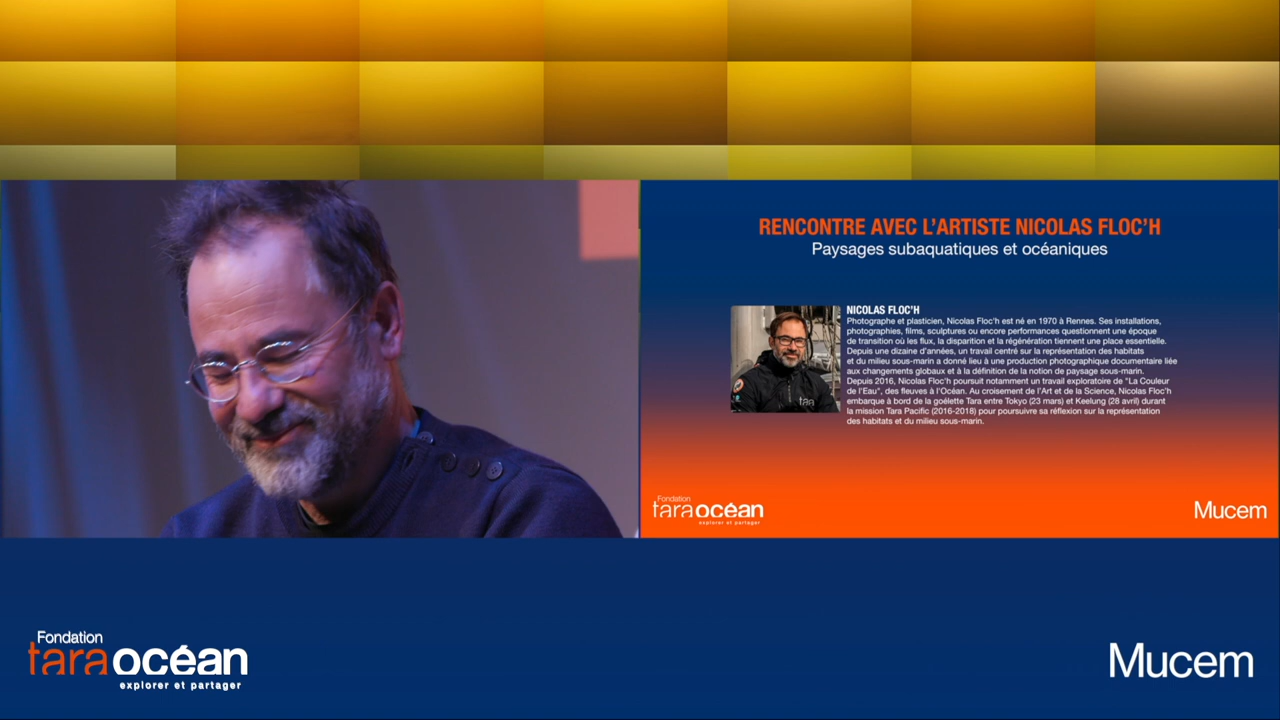 RENCONTRE AVEC L'ARTISTE NICOLAS FLOC'H
Paysages subaquatiques et océaniques
NICOLAS FLOC'H
Photographe et plasticien, Nicolas Floc'h est né en 1970 à Rennes. Ses installations,
photographies, films, sculptures ou encore performances questionnent une époque
de transition où les flux, la disparition et la régénération tiennent une place essentielle.
Depuis une dizaine d'années, un travail centré sur la représentation des habitats
et du milieu sous-marin a donné lieu à une production photographique documentaire liée
aux changements globaux et à la définition de la notion de paysage sous-marin.
Depuis 2016, Nicolas Floc'h poursuit notamment un travail exploratoire de "La Couleur
de l'Eau", des fleuves à l'Océan. Au croisement de l'Art et de la Science, Nicolas Floc'h
embarque à bord de la goélette Tara entre Tokyo (23 mars) et Keelung (28 avril) durant
la mission Tara Pacific (2016-2018) pour poursuivre sa réflexion sur la représentation
des habitats et du milieu sous-marin.
Fondation
tara océan
explorer et partager
Mucem
Fondation
tara océan
explorer et partager
Mucem